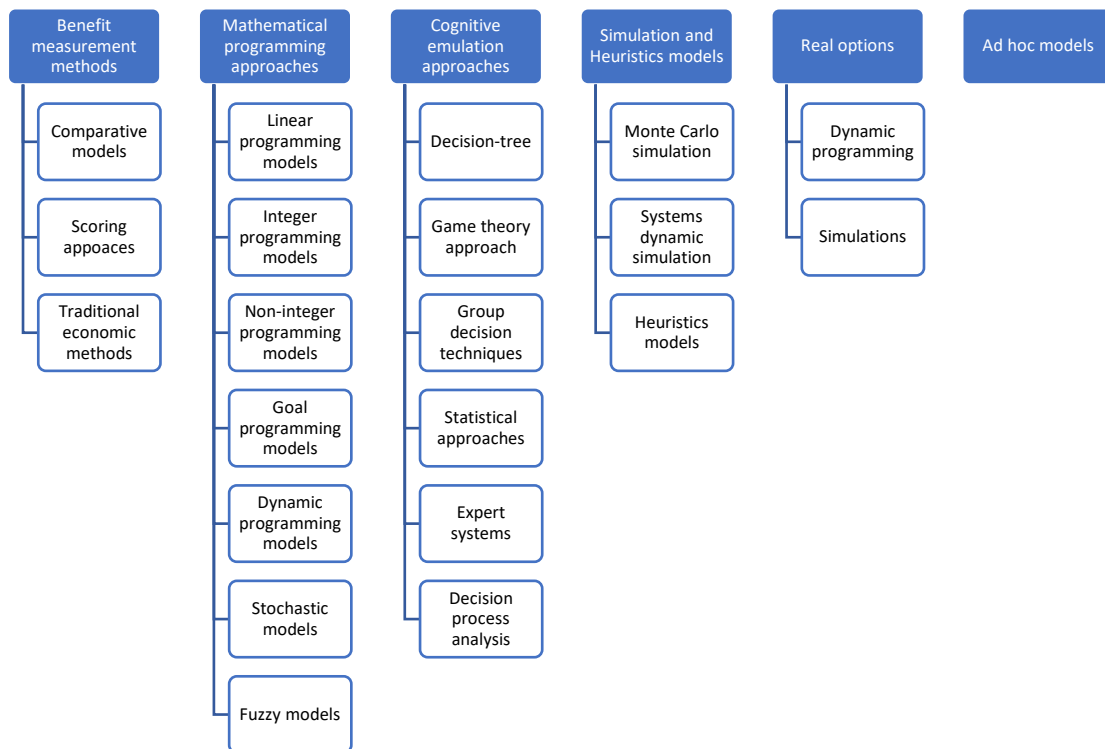 Benefit
measurement
methods
Comparative
models
Scoring
appoaces
Traditional
economic
methods
Mathematical
programming
approaches
Linear
programming
models
Integer
programming
models
Non-integer
programming
models
Goal
programming
models
Dynamic
programming
models
Stochastic
models
Fuzzy models
Cognitive
emulation
approaches
Decision-tree
Game theory
approach
Group
decision
techniques
Statistical
approaches
Expert
systems
Decision
process
analysis
Simulation and
Heuristics models
Monte Carlo
simulation
Systems
dynamic
simulation
Heuristics
models
Real options
Dynamic
programming
Simulations
Ad hoc models